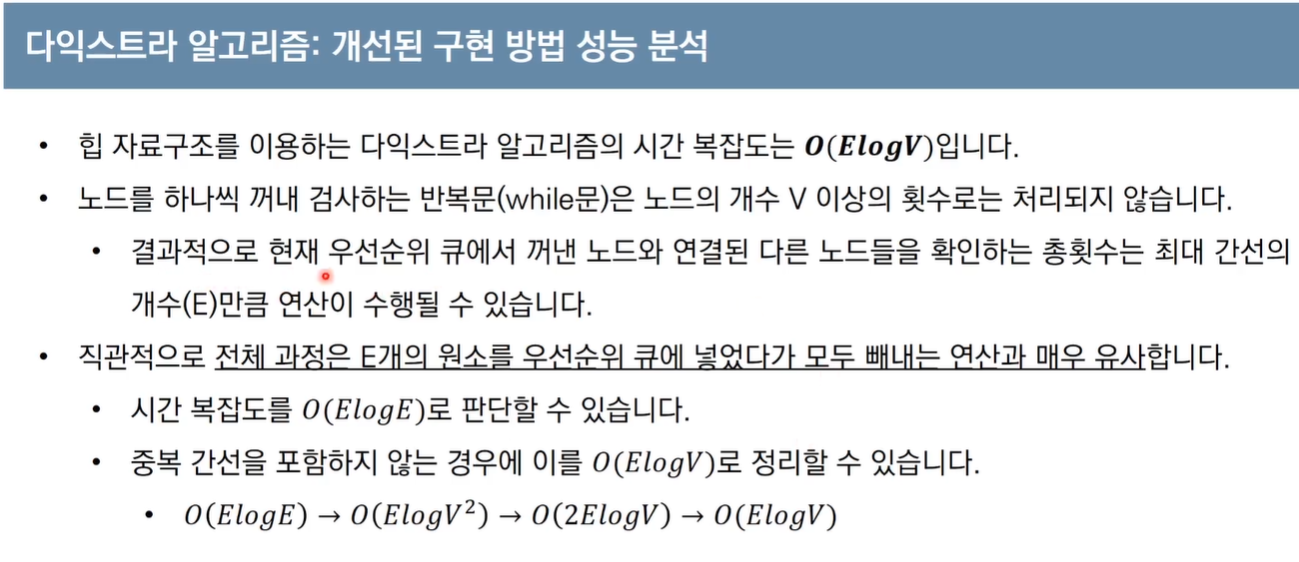 다익스트라 알고리즘: 개선된 구현 방법 성능 분석
• 힙 자료구조를 이용하는 다익스트라 알고리즘의 시간 복잡도는 O(ElogV)입니다.
• 노드를 하나씩 꺼내 검사하는 반복문(while문)은 노드의 개수 V 이상의 횟수로는 처리되지 않습니다.
• 결과적으로 현재 우선순위 큐에서 꺼낸 노드와 연결된 다른 노드들을 확인하는 총횟수는 최대 간선의
개수(E)만큼 연산이 수행될 수 있습니다.
• 직관적으로 전체 과정은 E개의 원소를 우선순위 큐에 넣었다가 모두 빼내는 연산과 매우 유사합니다.
• 시간 복잡도를 O(ElogE)로 판단할 수 있습니다.
• 중복 간선을 포함하지 않는 경우에 이를 O(ElogV)로 정리할 수 있습니다.
• O(ElogE) → O(ElogV²) → O(2ElogV) → O(ElogV)